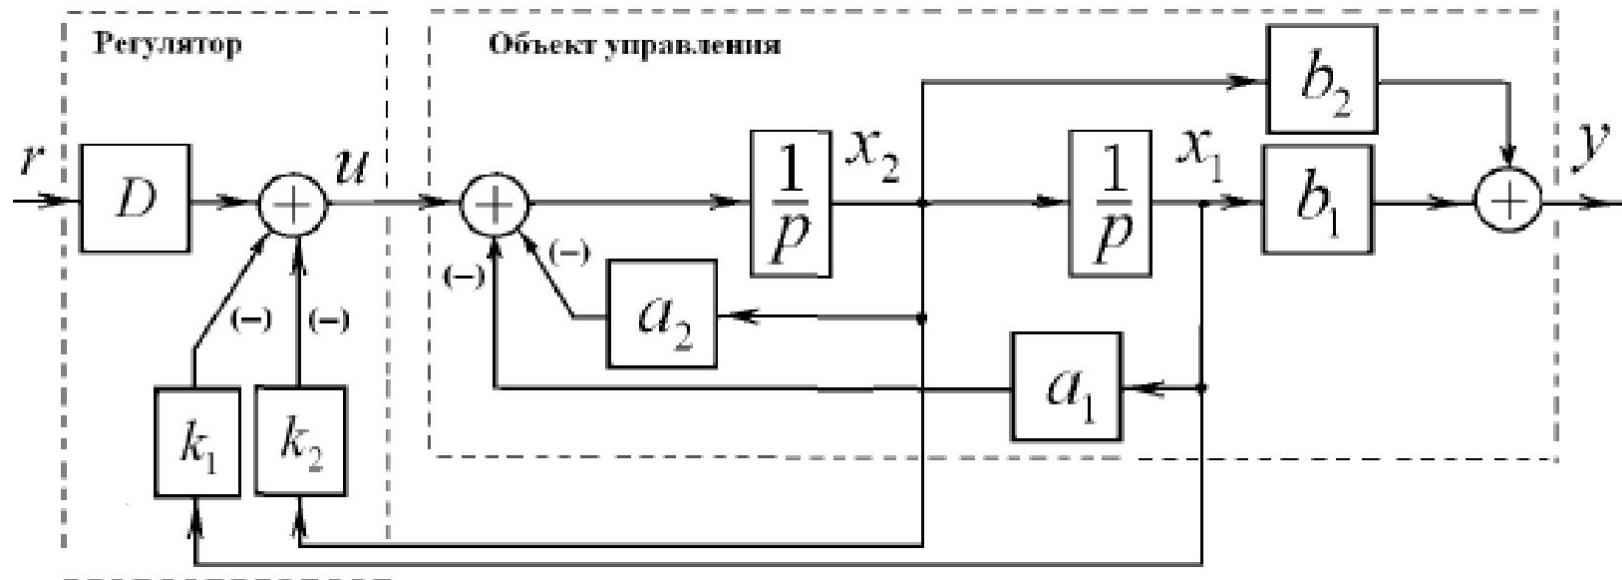 Регулятор
Объект управления
b₂
r
D
u
1/p
x₂
1/p
x₁
b₁
y
(−)
(−)
a₂
(−)
(−)
a₁
k₁
k₂